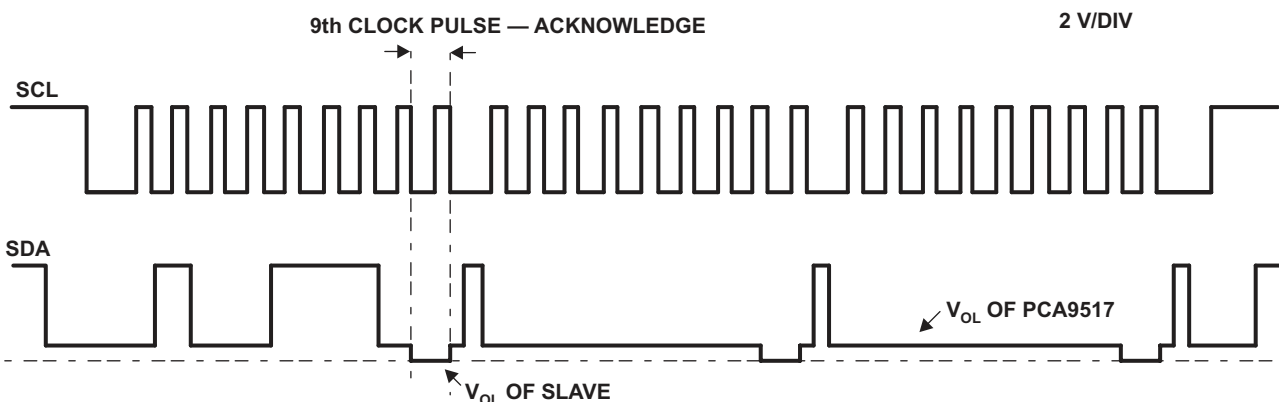 9th CLOCK PULSE — ACKNOWLEDGE
2 V/DIV
SCL
SDA
VOL OF PCA9517
VOL OF SLAVE